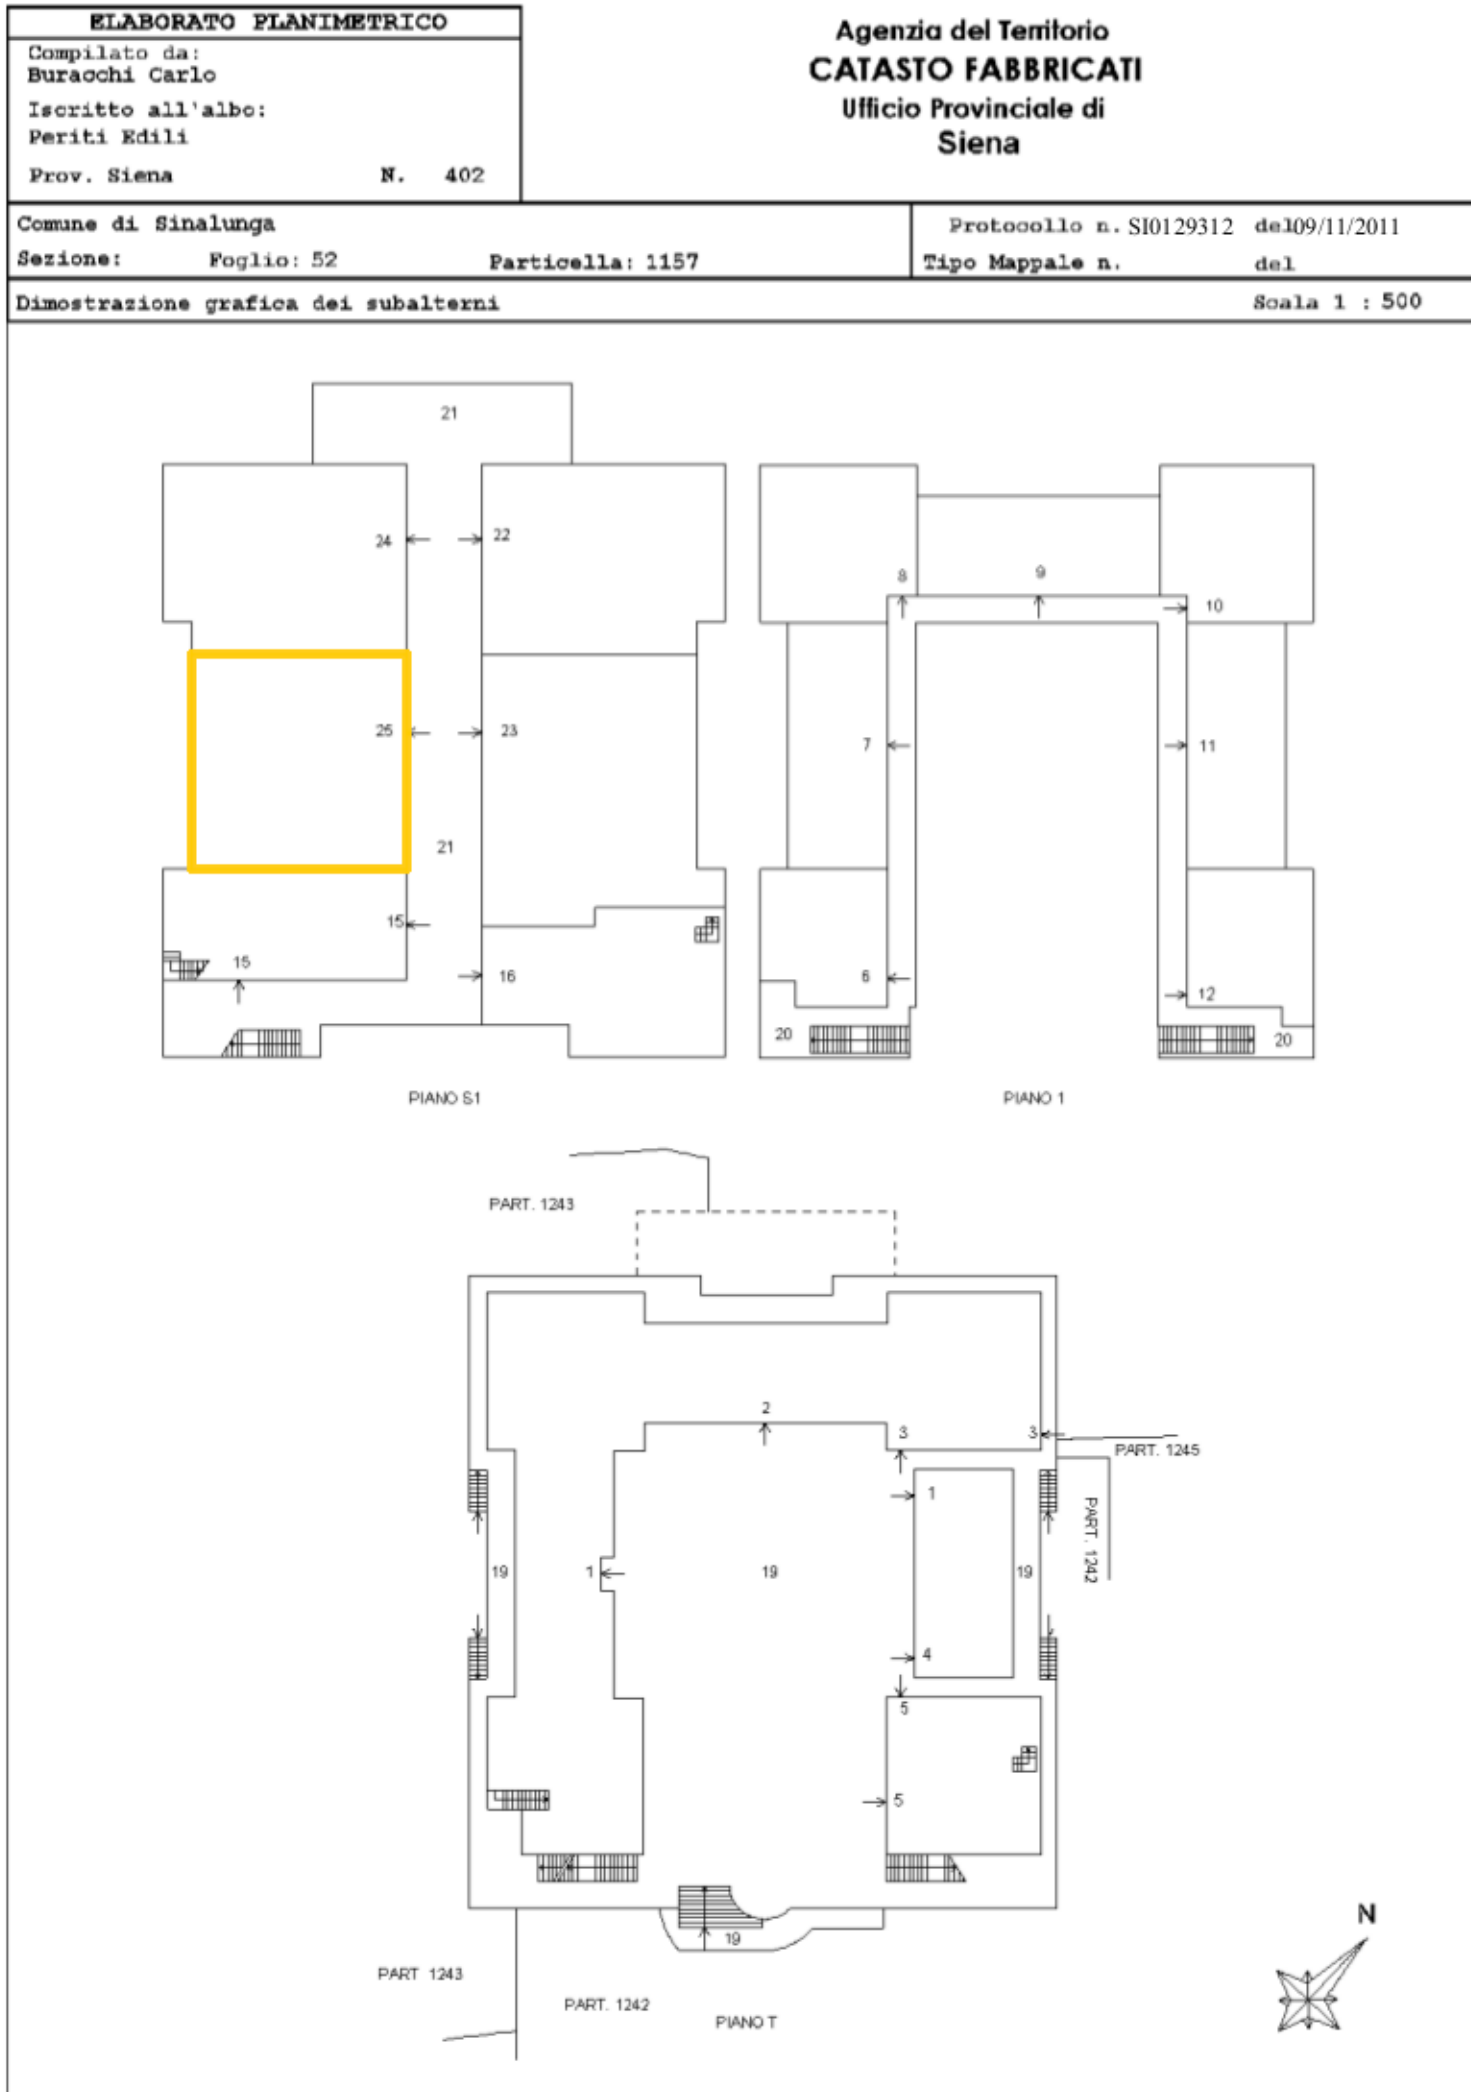 ELABORATO PLANIMETRICO
Compilato da:
Buracchi Carlo
Iscritto all'albo:
Periti Edili
Prov. Siena N. 402
Agenzia del Territorio
CATASTO FABBRICATI
Ufficio Provinciale di
Siena
Comune di Sinalunga
Protocollo n. SI0129312 del 09/11/2011
Sezione: Foglio: 52 Particella: 1157
Tipo Mappale n. del
Dimostrazione grafica dei subalterni
Scala 1 : 500
21
24
22
25
23
21
15
15
16
PIANO S1
8
9
10
7
11
6
12
20
20
PIANO 1
PART. 1243
2
3
3
PART. 1245
1
PART. 1242
19
1
19
19
4
5
5
19
PART 1243
PART. 1242
PIANO T
N